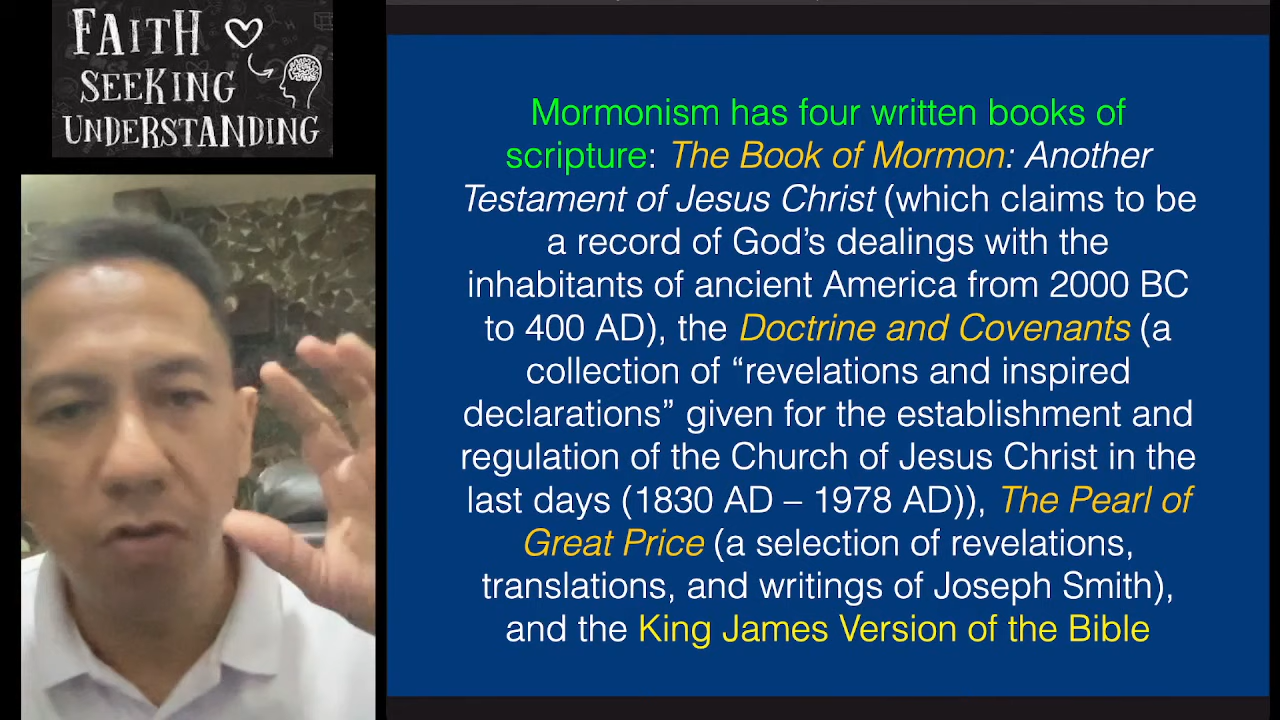 FAITH
SEEKING
UNDERSTANDING
Mormonism has four written books of
scripture: The Book of Mormon: Another
Testament of Jesus Christ (which claims to be
a record of God’s dealings with the
inhabitants of ancient America from 2000 BC
to 400 AD), the Doctrine and Covenants (a
collection of “revelations and inspired
declarations” given for the establishment and
regulation of the Church of Jesus Christ in the
last days (1830 AD – 1978 AD)), The Pearl of
Great Price (a selection of revelations,
translations, and writings of Joseph Smith),
and the King James Version of the Bible